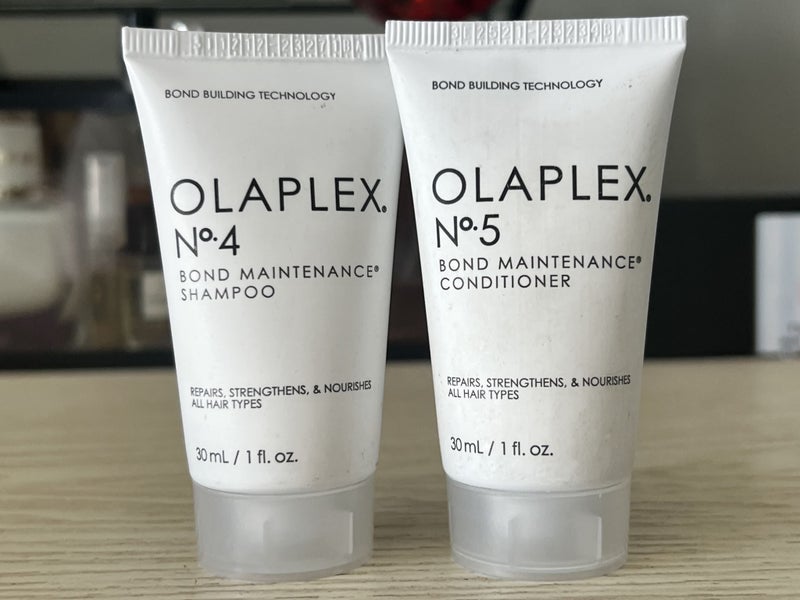 BOND BUILDING TECHNOLOGY
OLAPLEX.
Nº.4
BOND MAINTENANCE®
SHAMPOO
REPAIRS, STRENGTHENS, & NOURISHES
ALL HAIR TYPES
30 mL / 1 fl. oz.
BOND BUILDING TECHNOLOGY
OLAPLEX.
Nº.5
BOND MAINTENANCE®
CONDITIONER
REPAIRS, STRENGTHENS, & NOURISHES
ALL HAIR TYPES
30 mL / 1 fl. oz.